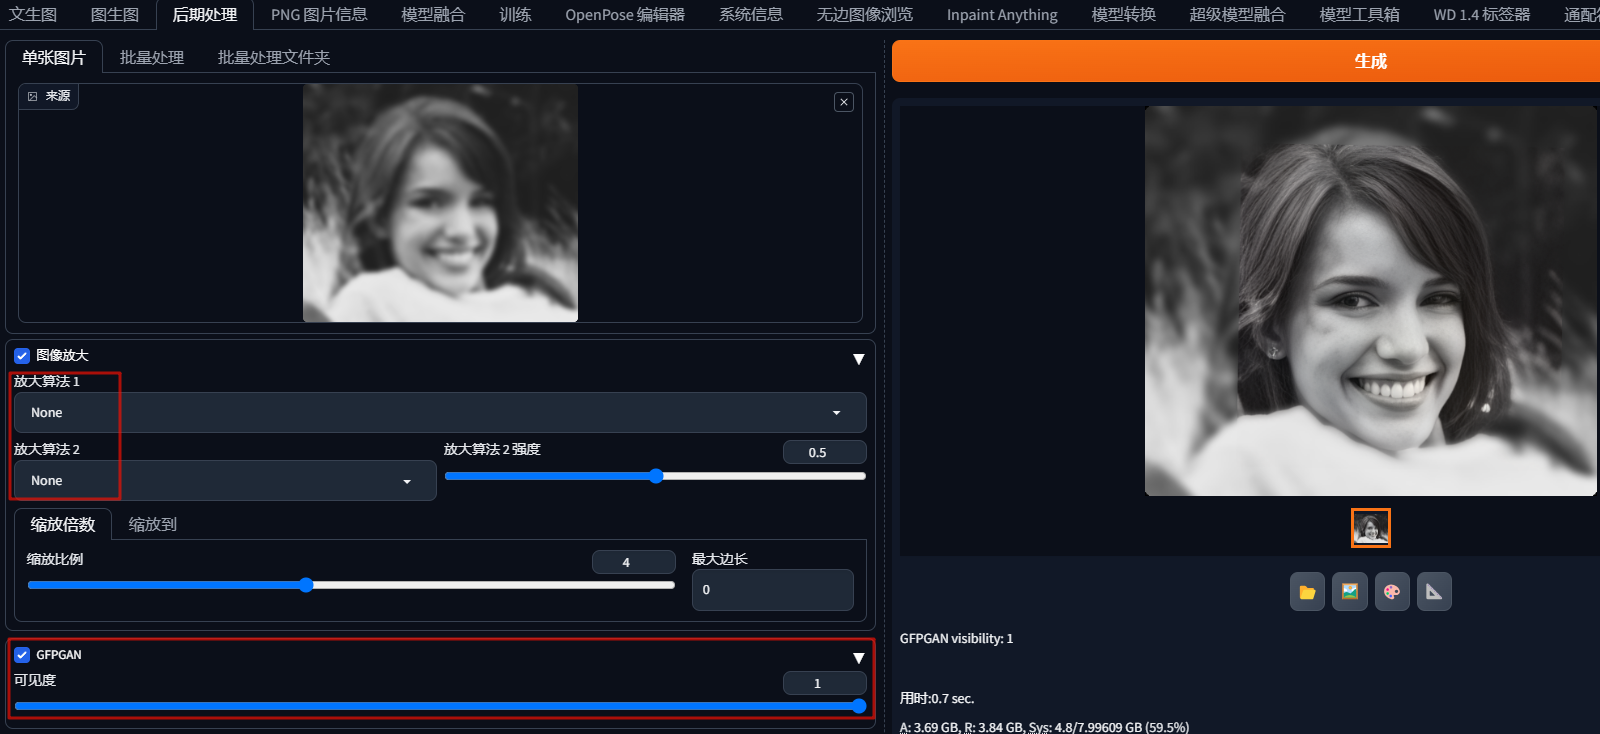 文生图 图生图 后期处理 PNG 图片信息 模型融合 训练 OpenPose 编辑器 系统信息 无边图像浏览 Inpaint Anything 模型转换 超级模型融合 模型工具箱 WD 1.4 标签器 通配
单张图片 批量处理 批量处理文件夹
生成
来源
图像放大
放大算法 1
None
放大算法 2 放大算法 2 强度 0.5
None
缩放倍数 缩放到
缩放比例 4 最大边长
0
GFPGAN
可见度 1
GFPGAN visibility: 1
用时:0.7 sec.
A: 3.69 GB, R: 3.84 GB, Sys: 4.8/7.99609 GB (59.5%)